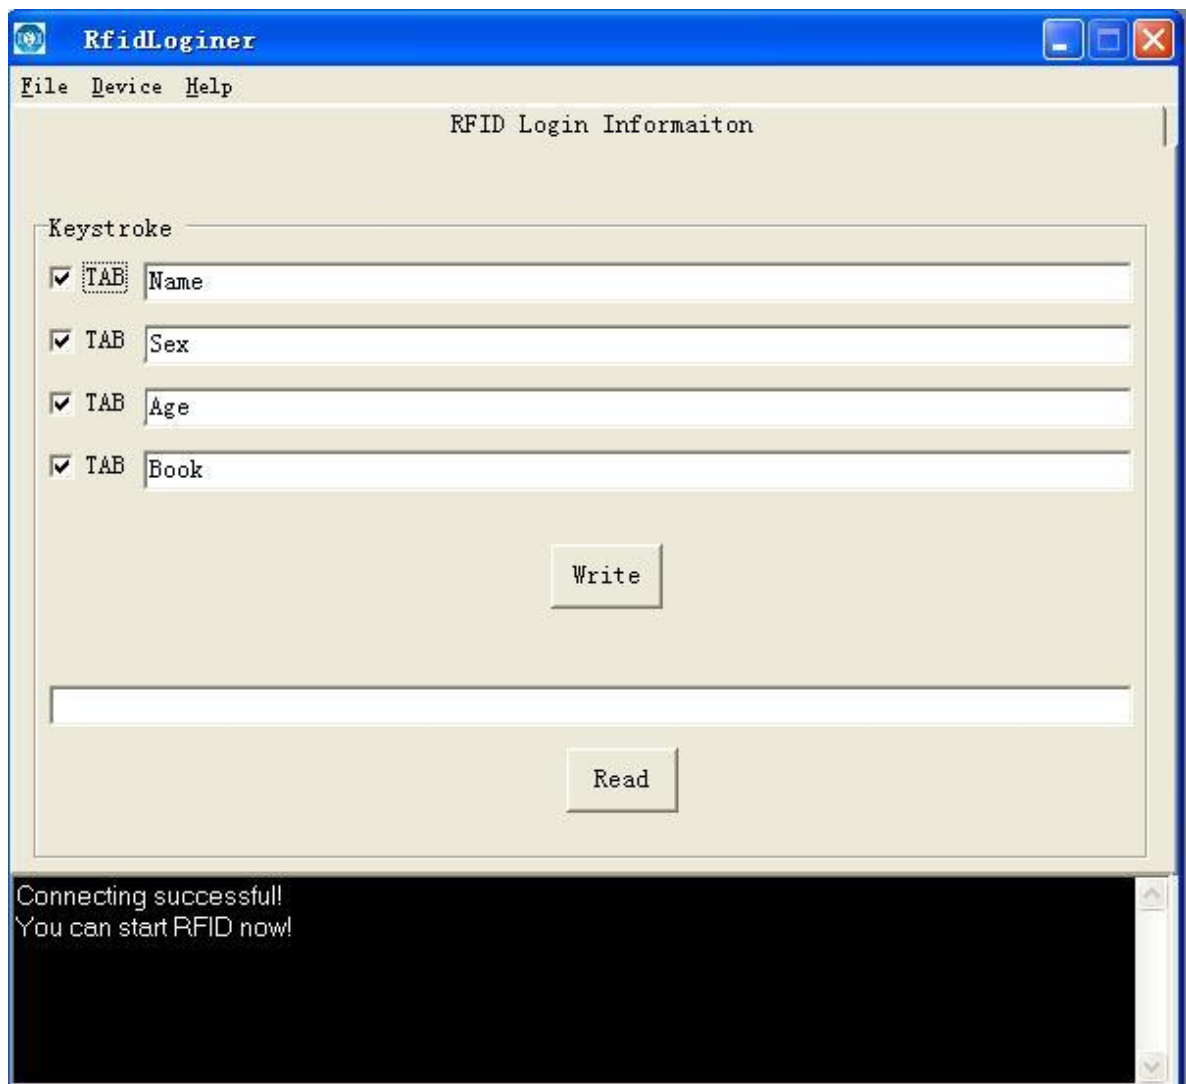 RfidLoginer
File Device Help
RFID Login Informaiton
Keystroke
TAB Name
TAB Sex
TAB Age
TAB Book
Write
Read
Connecting successful!
You can start RFID now!